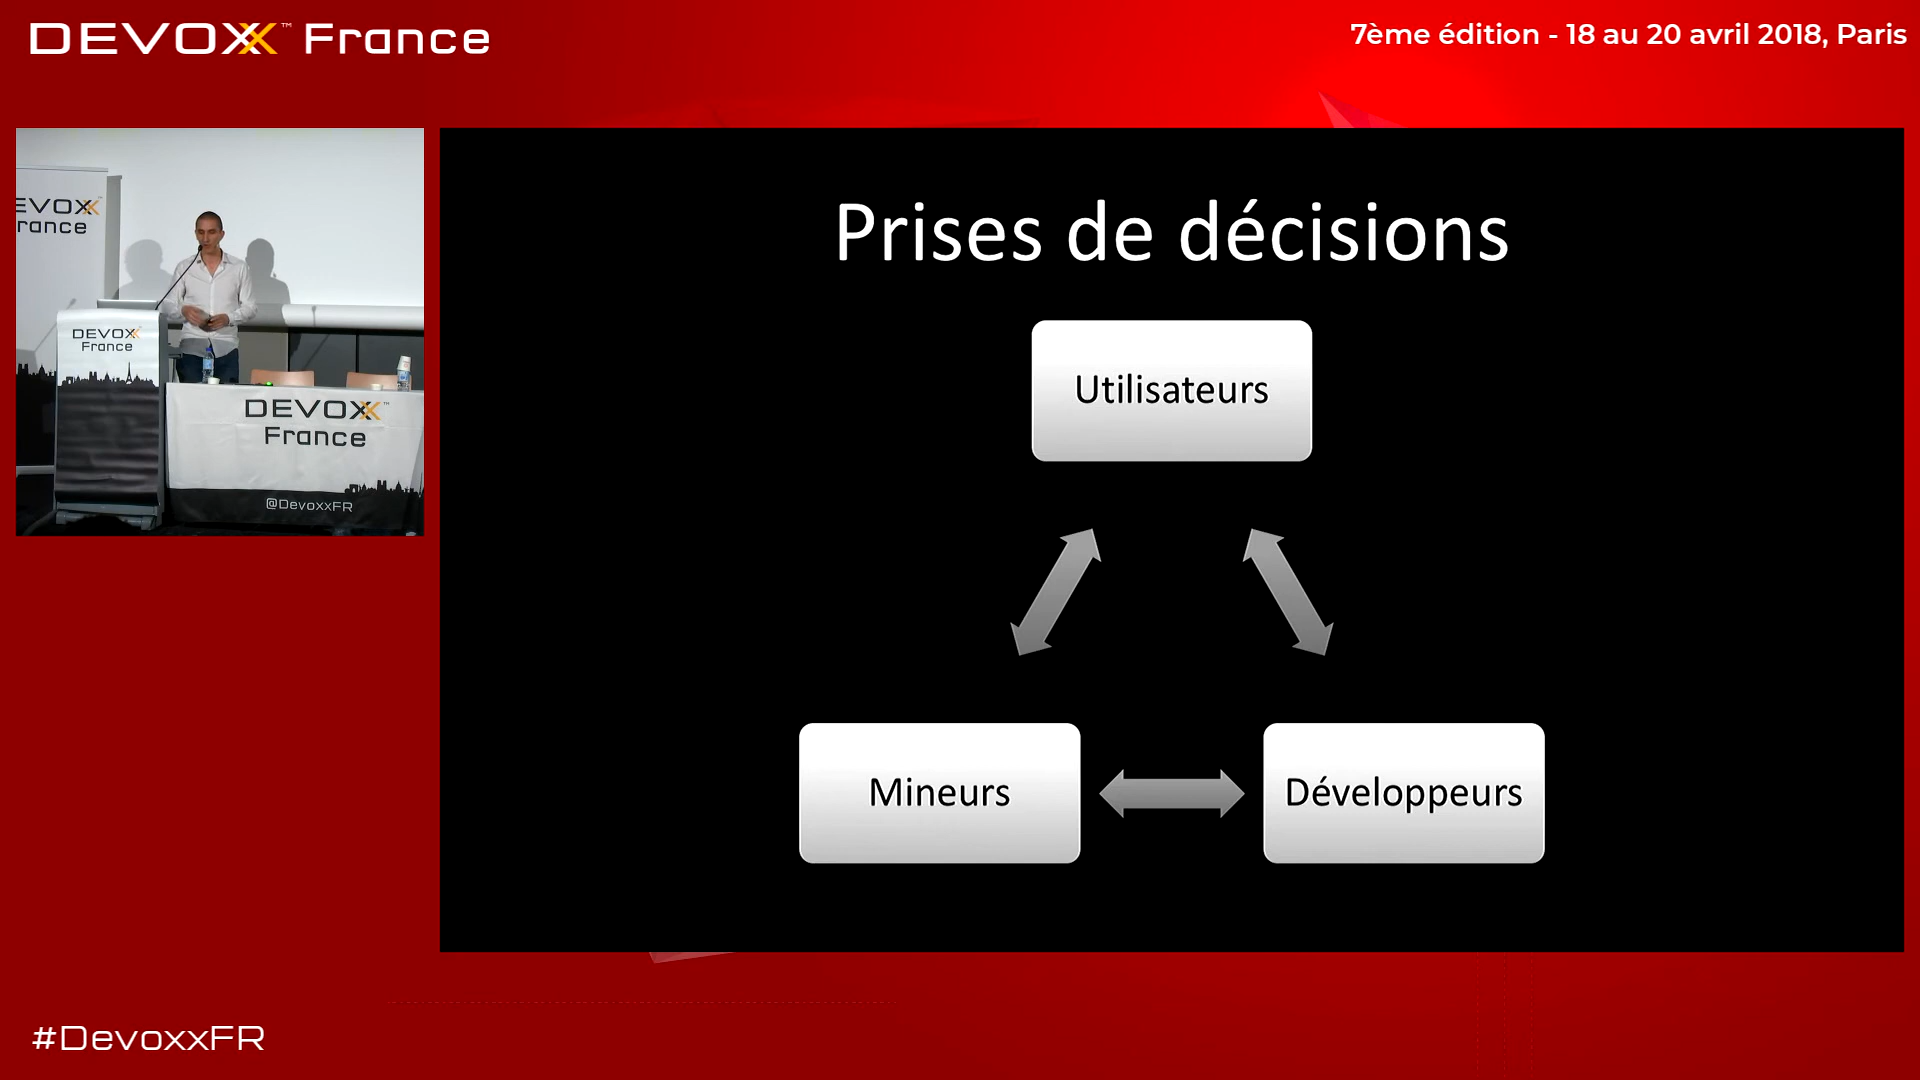 DEVOXX™ France
7ème édition - 18 au 20 avril 2018, Paris
EVOXX
rance
DEVOXX
France
DEVOXX™
France
@DevoxxFR
Prises de décisions
Utilisateurs
Mineurs
Développeurs
#DevoxxFR